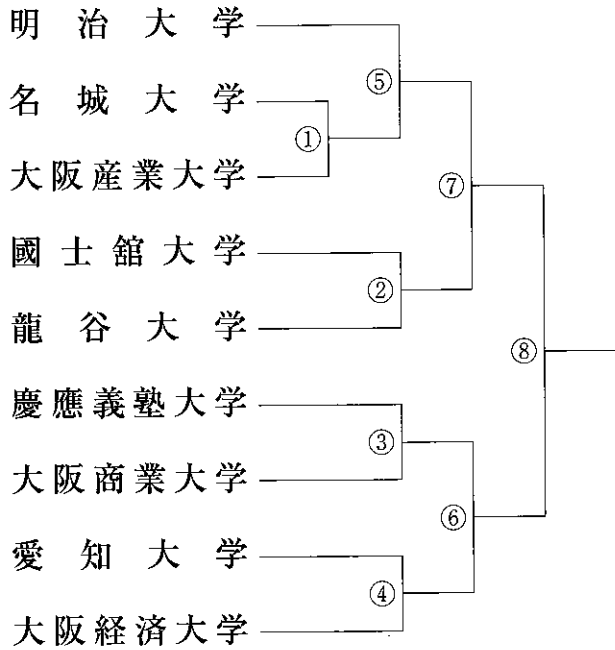 明治大学
⑤
名城大学
①
大阪産業大学
⑦
國士舘大学
②
龍谷大学
⑧
慶應義塾大学
③
大阪商業大学
⑥
愛知大学
④
大阪経済大学